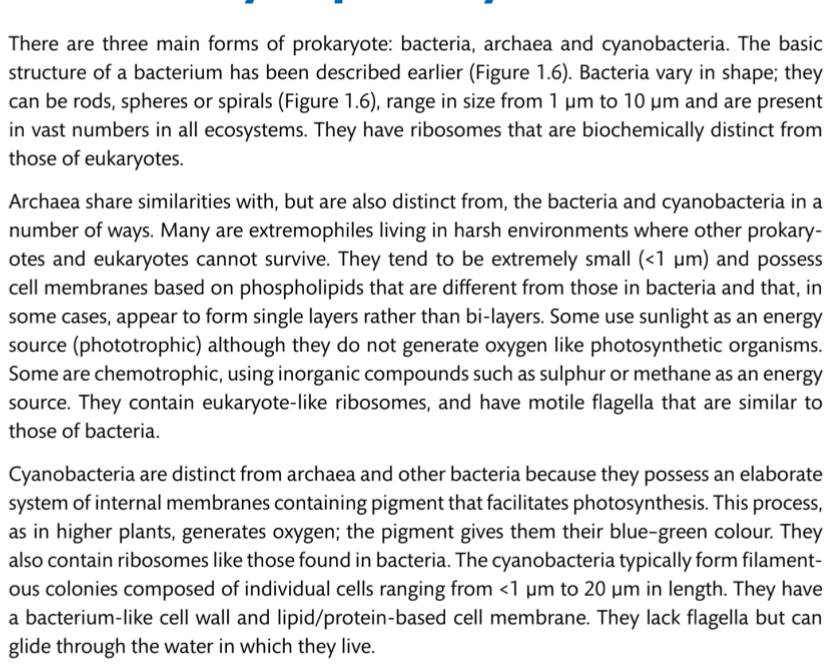 There are three main forms of prokaryote: bacteria, archaea and cyanobacteria. The basic
structure of a bacterium has been described earlier (Figure 1.6). Bacteria vary in shape; they
can be rods, spheres or spirals (Figure 1.6), range in size from 1 μm to 10 μm and are present
in vast numbers in all ecosystems. They have ribosomes that are biochemically distinct from
those of eukaryotes.
Archaea share similarities with, but are also distinct from, the bacteria and cyanobacteria in a
number of ways. Many are extremophiles living in harsh environments where other prokary-
otes and eukaryotes cannot survive. They tend to be extremely small (<1 μm) and possess
cell membranes based on phospholipids that are different from those in bacteria and that, in
some cases, appear to form single layers rather than bi-layers. Some use sunlight as an energy
source (phototrophic) although they do not generate oxygen like photosynthetic organisms.
Some are chemotrophic, using inorganic compounds such as sulphur or methane as an energy
source. They contain eukaryote-like ribosomes, and have motile flagella that are similar to
those of bacteria.
Cyanobacteria are distinct from archaea and other bacteria because they possess an elaborate
system of internal membranes containing pigment that facilitates photosynthesis. This process,
as in higher plants, generates oxygen; the pigment gives them their blue-green colour. They
also contain ribosomes like those found in bacteria. The cyanobacteria typically form filament-
ous colonies composed of individual cells ranging from <1 μm to 20 μm in length. They have
a bacterium-like cell wall and lipid/protein-based cell membrane. They lack flagella but can
glide through the water in which they live.